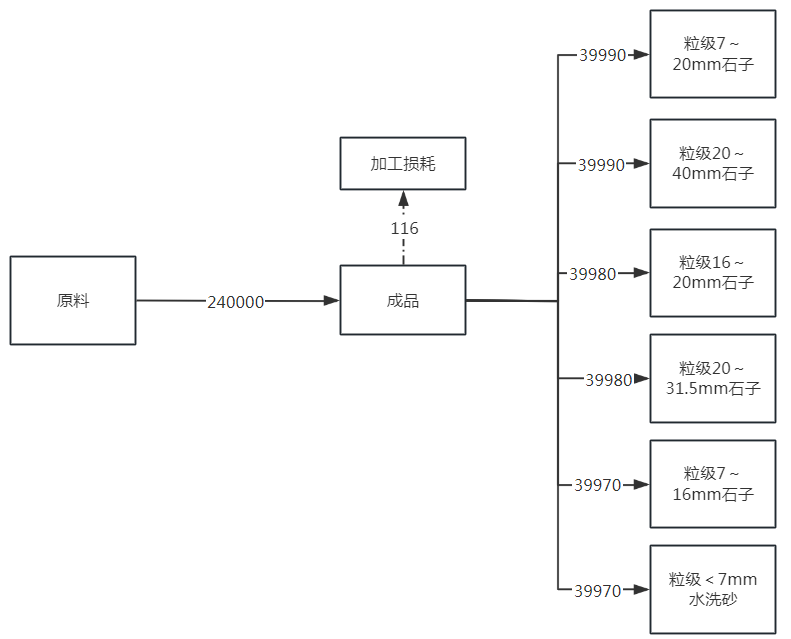 39990
粒级7～
20mm石子
加工损耗
39990
粒级20～
40mm石子
116
原料
240000
成品
39980
粒级16～
20mm石子
39980
粒级20～
31.5mm石子
39970
粒级7～
16mm石子
39970
粒级＜7mm
水洗砂